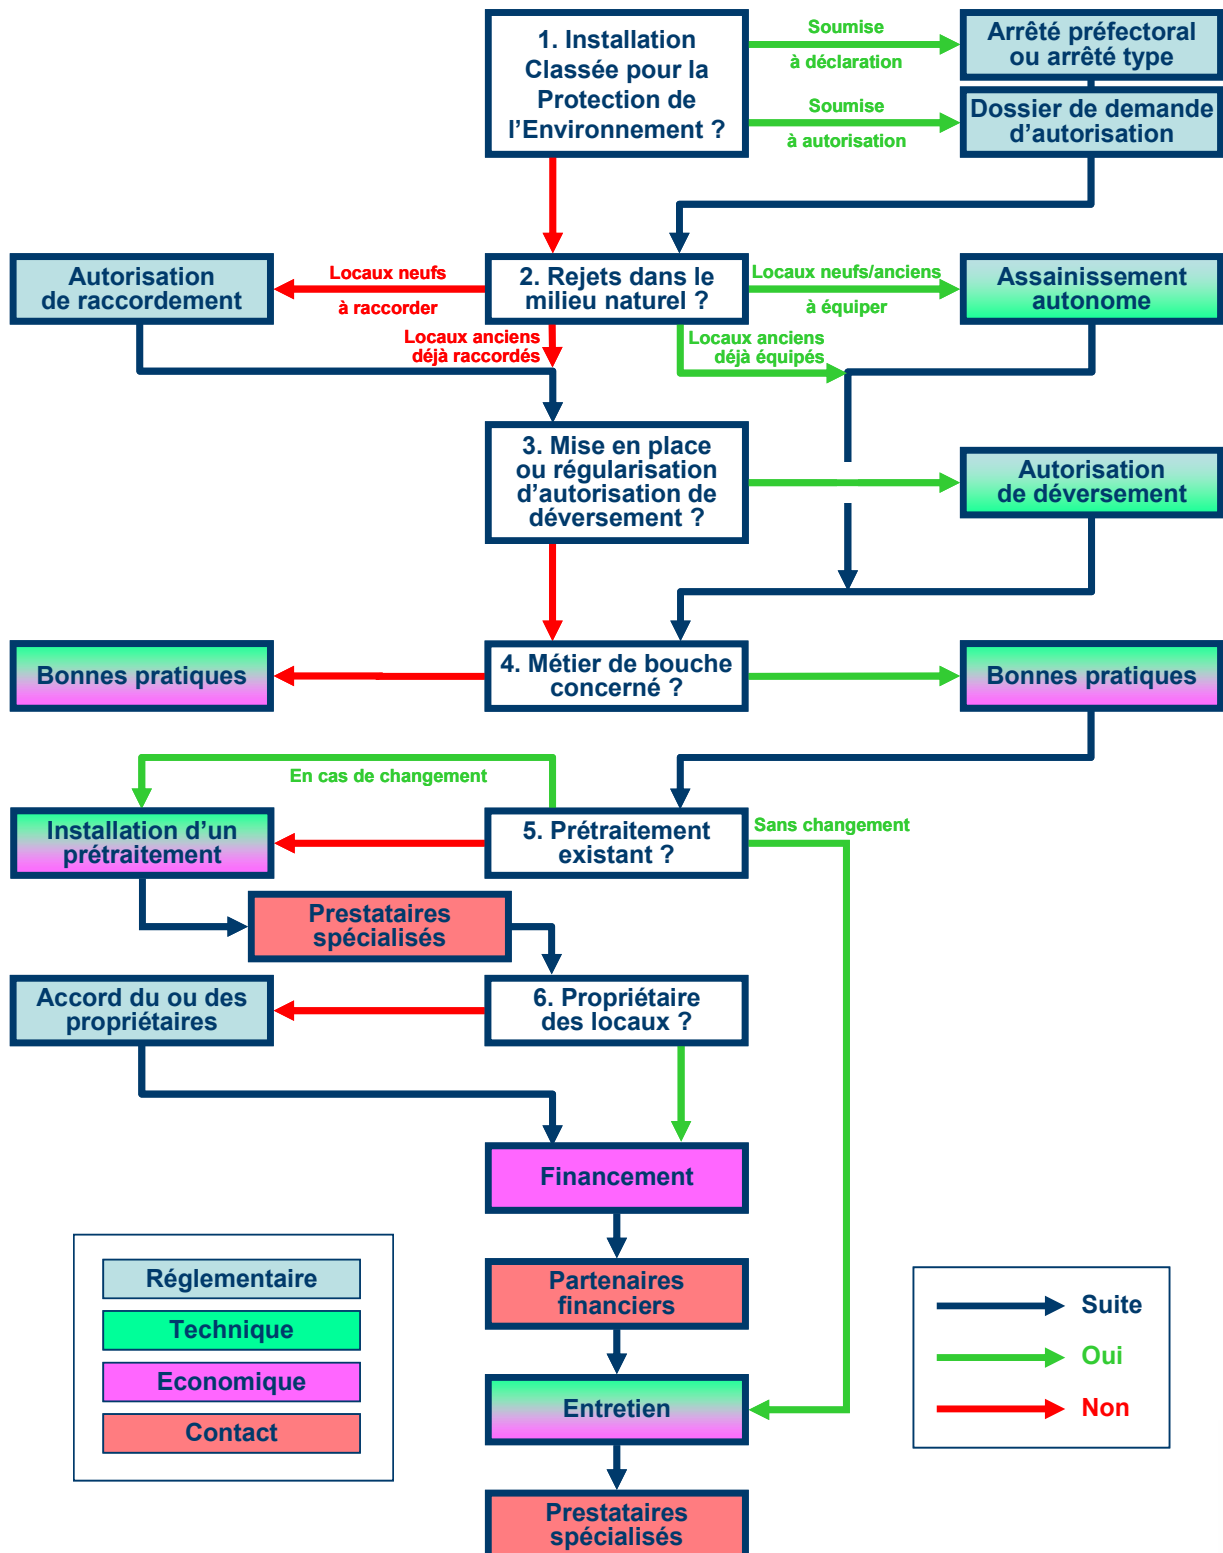 1. Installation
Classée pour la
Protection de
l’Environnement ?
Soumise
à déclaration
Arrêté préfectoral
ou arrêté type
Soumise
à autorisation
Dossier de demande
d’autorisation
Autorisation
de raccordement
Locaux neufs
à raccorder
2. Rejets dans le
milieu naturel ?
Locaux neufs/anciens
à équiper
Assainissement
autonome
Locaux anciens
déjà raccordés
Locaux anciens
déjà équipés
3. Mise en place
ou régularisation
d’autorisation de
déversement ?
Autorisation
de déversement
Bonnes pratiques
4. Métier de bouche
concerné ?
Bonnes pratiques
En cas de changement
Installation d’un
prétraitement
5. Prétraitement
existant ?
Sans changement
Prestataires
spécialisés
Accord du ou des
propriétaires
6. Propriétaire
des locaux ?
Financement
Partenaires
financiers
Entretien
Prestataires
spécialisés
Réglementaire
Technique
Economique
Contact
Suite
Oui
Non